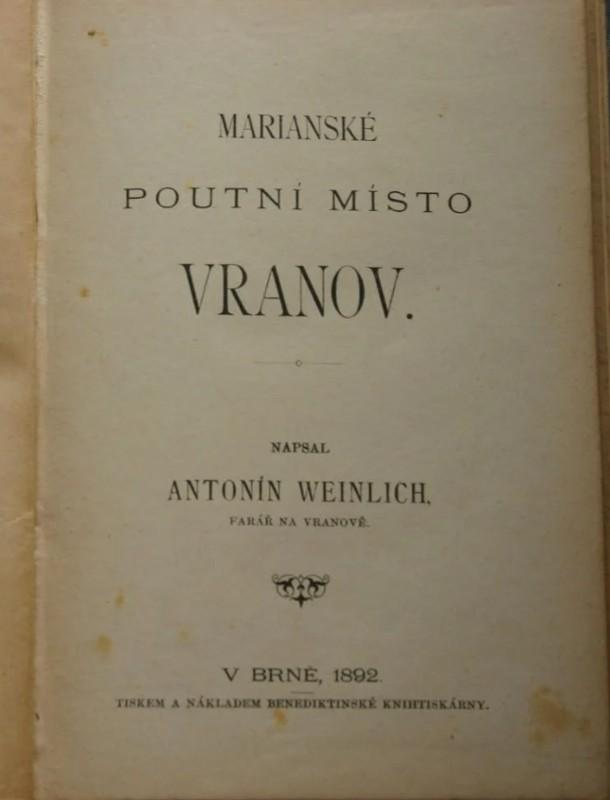 MARIANSKÉ
POUTNÍ MÍSTO
VRANOV.
NAPSAL
ANTONÍN WEINLICH,
FARÁŘ NA VRANOVĚ.
V BRNĚ, 1892.
TISKEM A NÁKLADEM BENEDIKTINSKÉ KNIHTISKÁRNY.